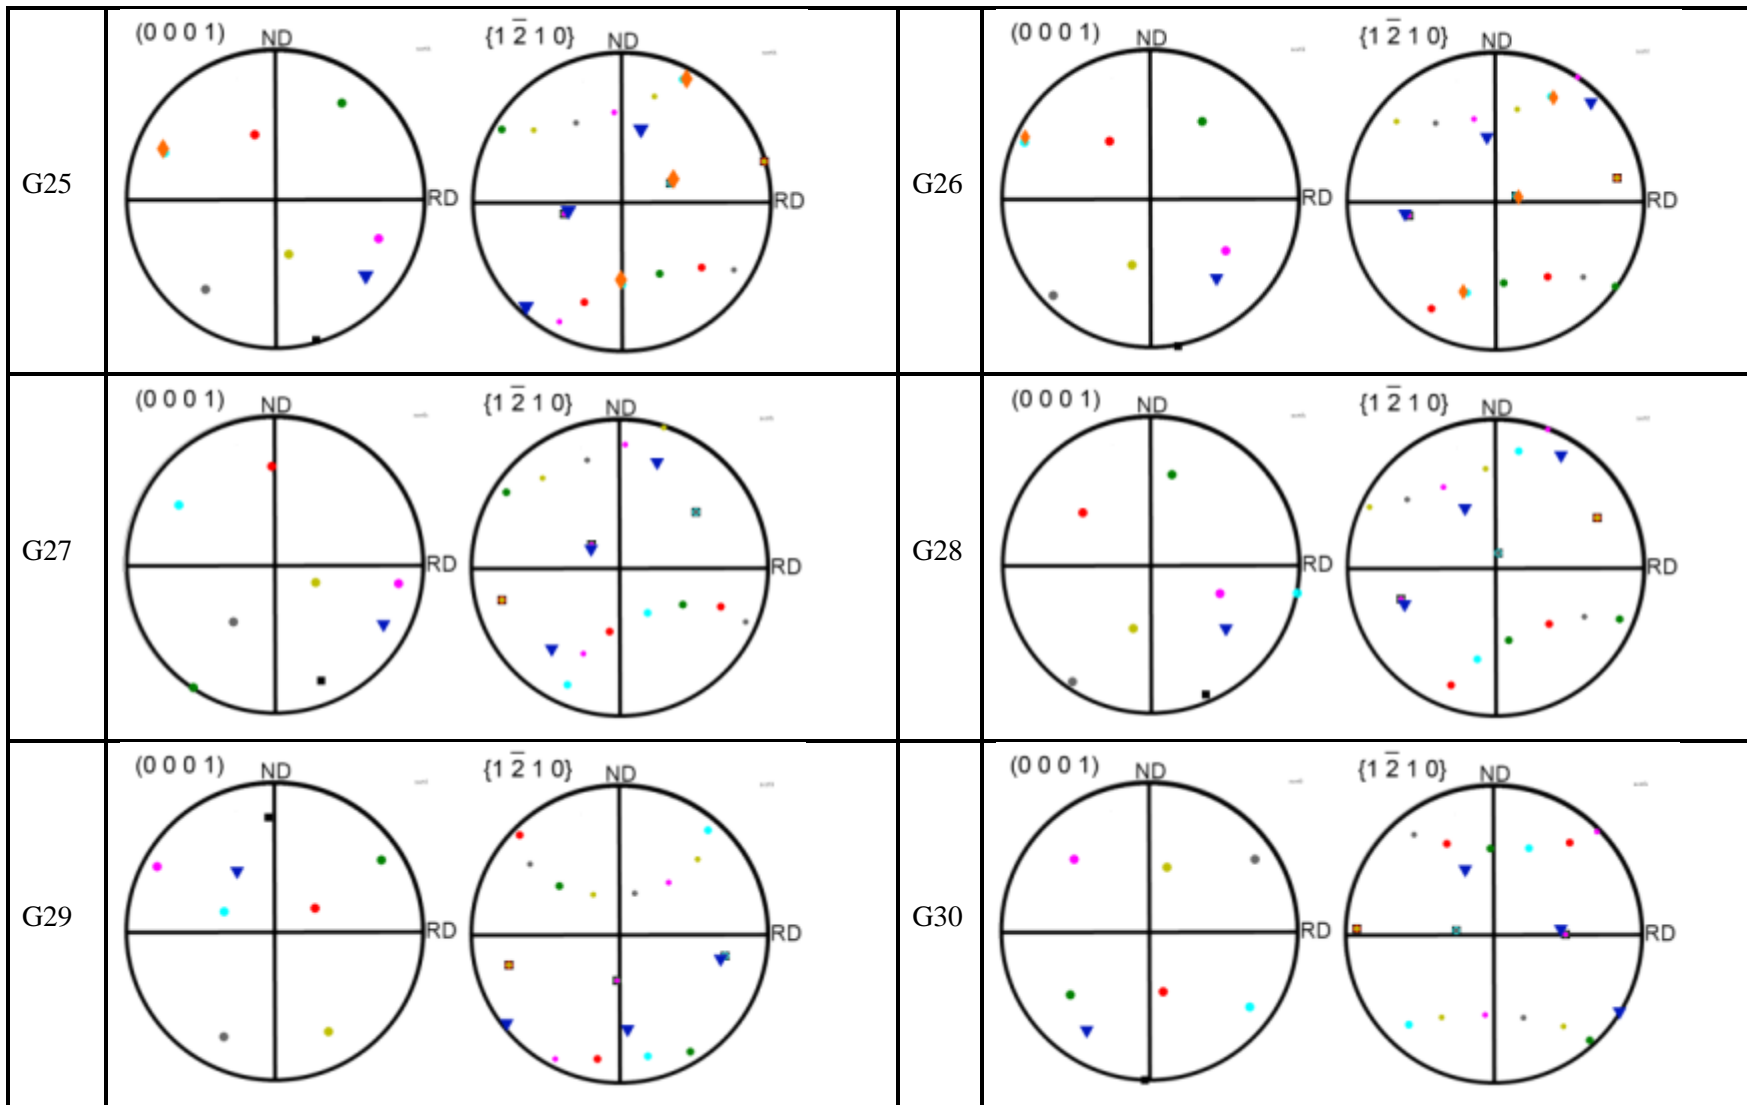 (0 0 0 1) ND {1 2̅ 1 0} ND
G25 RD RD
(0 0 0 1) ND {1 2̅ 1 0} ND
G26 RD RD
(0 0 0 1) ND {1 2̅ 1 0} ND
G27 RD RD
(0 0 0 1) ND {1 2̅ 1 0} ND
G28 RD RD
(0 0 0 1) ND {1 2̅ 1 0} ND
G29 RD RD
(0 0 0 1) ND {1 2̅ 1 0} ND
G30 RD RD